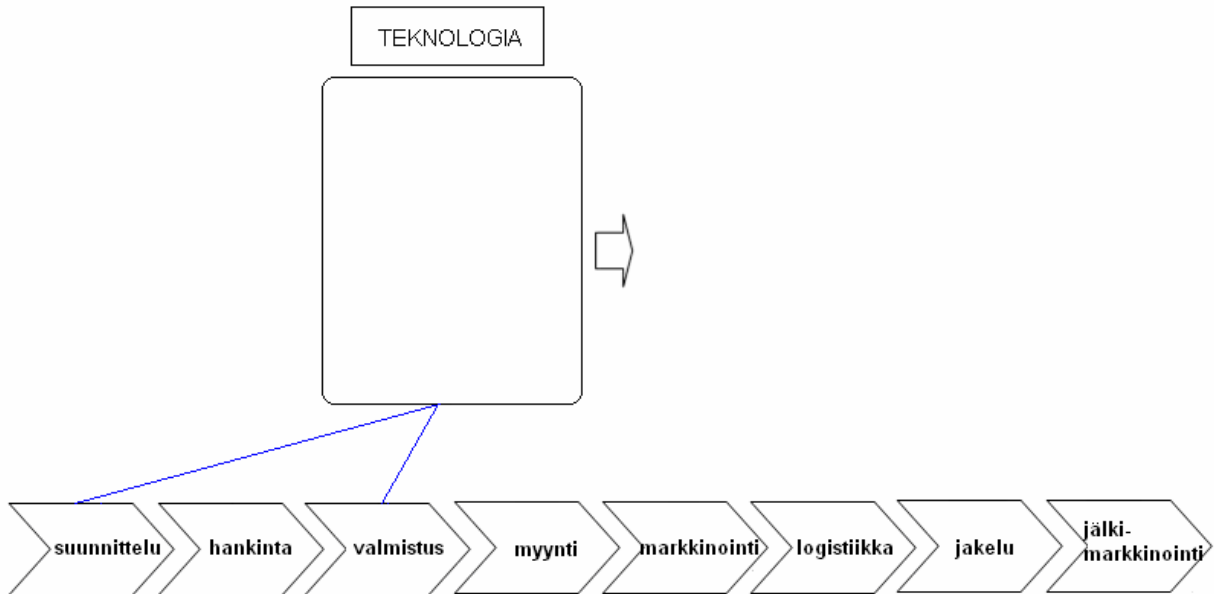 TEKNOLOGIA
suunnittelu
hankinta
valmistus
myynti
markkinointi
logistiikka
jakelu
jälki-
markkinointi